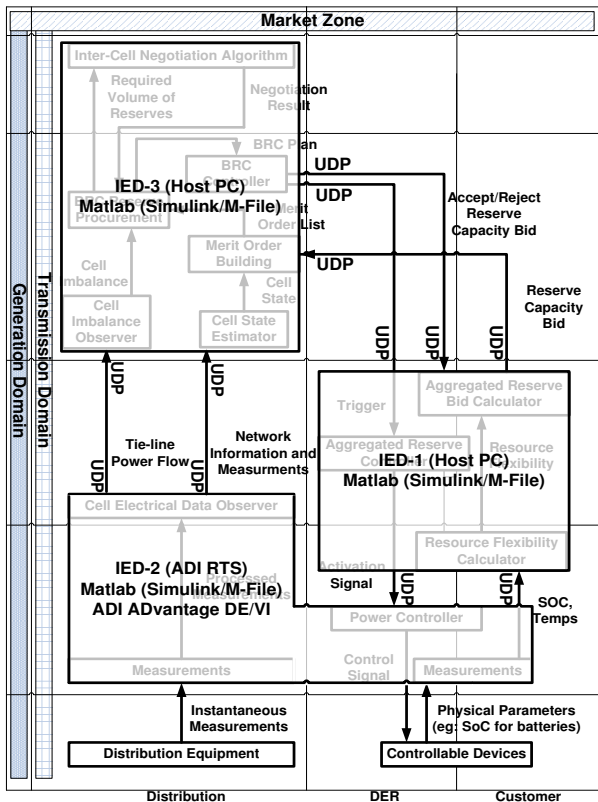 Market Zone
Generation Domain
Transmission Domain
Inter-Cell Negotiation Algorithm
Required
Volume of
Reserves
Negotiation
Result
BRC Plan
BRC
Controller
UDP
UDP
IED-3 (Host PC)
Matlab (Simulink/M-File)
Procurement
Merit
Order List
Accept/Reject
Reserve
Capacity Bid
Merit Order
Building
UDP
Cell
Imbalance
Cell
State
Cell
Imbalance
Observer
Cell State
Estimator
Reserve
Capacity
Bid
UDP
UDP
UDP
UDP
UDP
Tie-line
Power Flow
Network
Information and
Measurments
UDP
UDP
Trigger
Aggregated Reserve
Bid Calculator
Aggregated Reserve
Resource
Flexibility
IED-1 (Host PC)
Matlab (Simulink/M-File)
Cell Electrical Data Observer
Resource Flexibility
Calculator
IED-2 (ADI RTS)
Matlab (Simulink/M-File)
ADI ADvantage DE/VI
Processed
Measurements
Activation
Signal
UDP
UDP
SOC,
Temps
Power Controller
Measurements
Control
Signal
Measurements
Instantaneous
Measurements
Physical Parameters
(eg: SoC for batteries)
Distribution Equipment
Controllable Devices
Distribution
DER
Customer